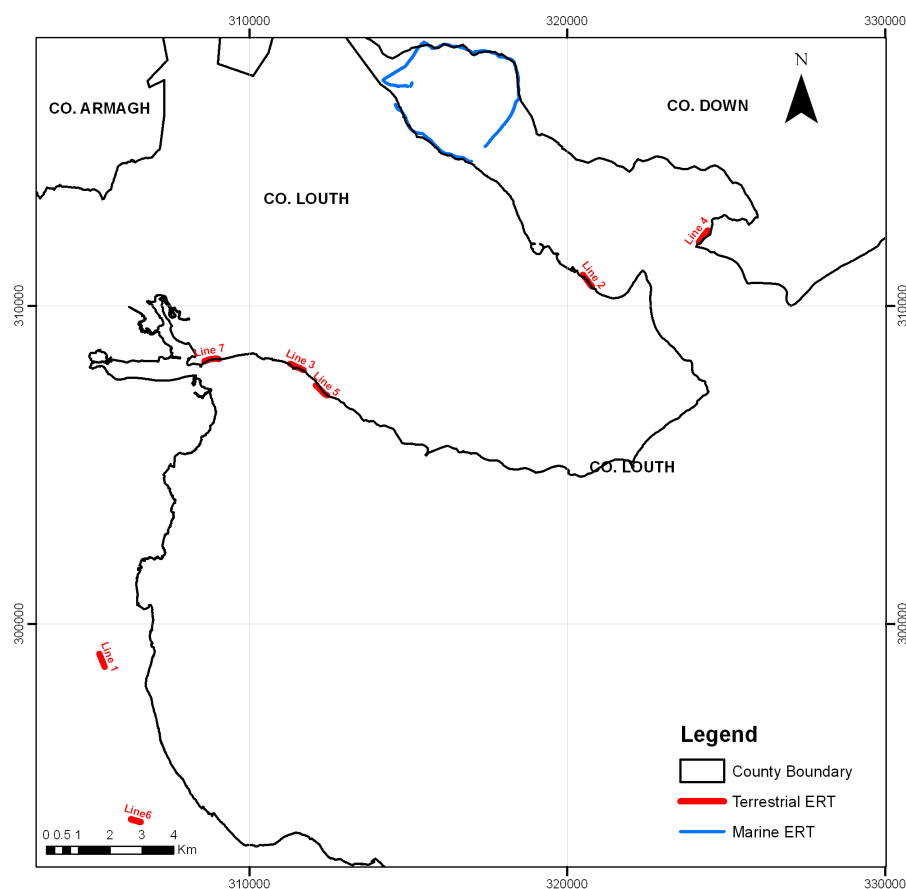 310000 320000 330000
N
CO. ARMAGH
CO. DOWN
CO. LOUTH
Line 4
Line 2
310000 310000
Line 7
Line 3
Line 5
CO. LOUTH
300000 300000
Line 1
Legend
County Boundary
Terrestrial ERT
Marine ERT
Line6
0 0.5 1 2 3 4
Km
310000 320000 330000